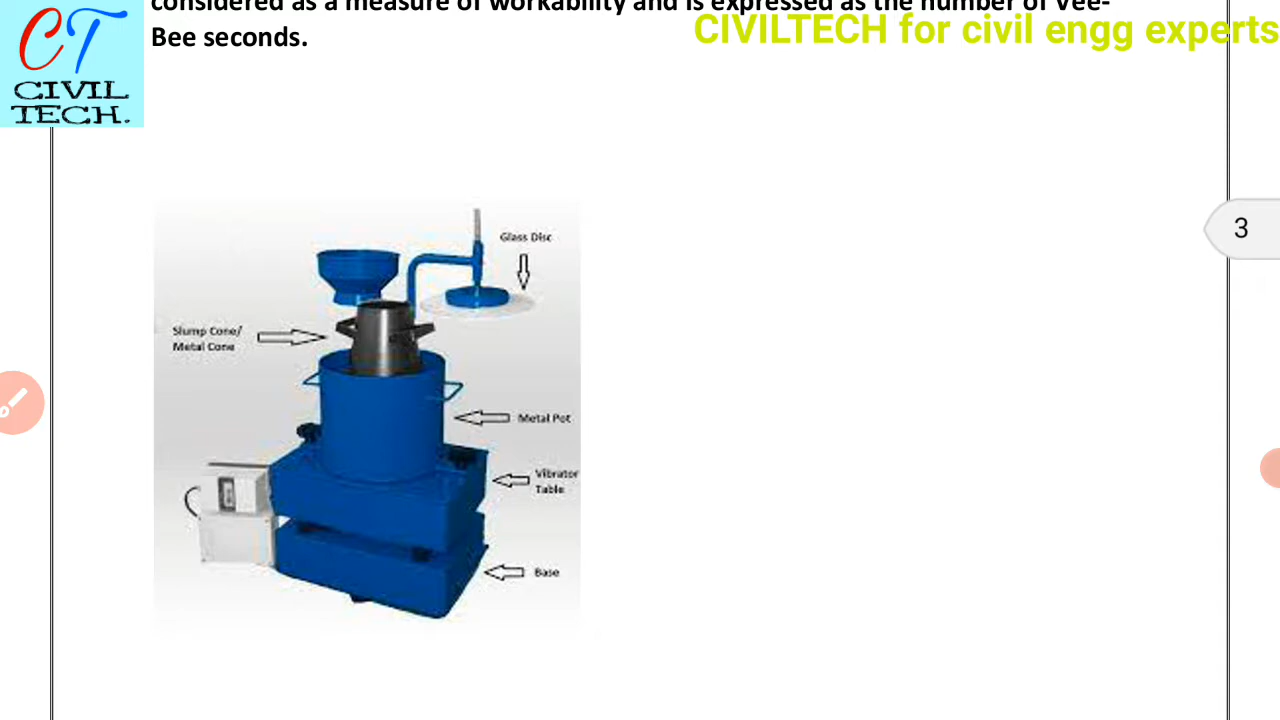 considered as a measure of workability and is expressed as the number of Vee-
Bee seconds.
CIVILTECH for civil engg experts
CT
CIVIL
TECH.
Glass Disc
Slump Cone/
Metal Cone
Metal Pot
Vibrator
Table
Base
3